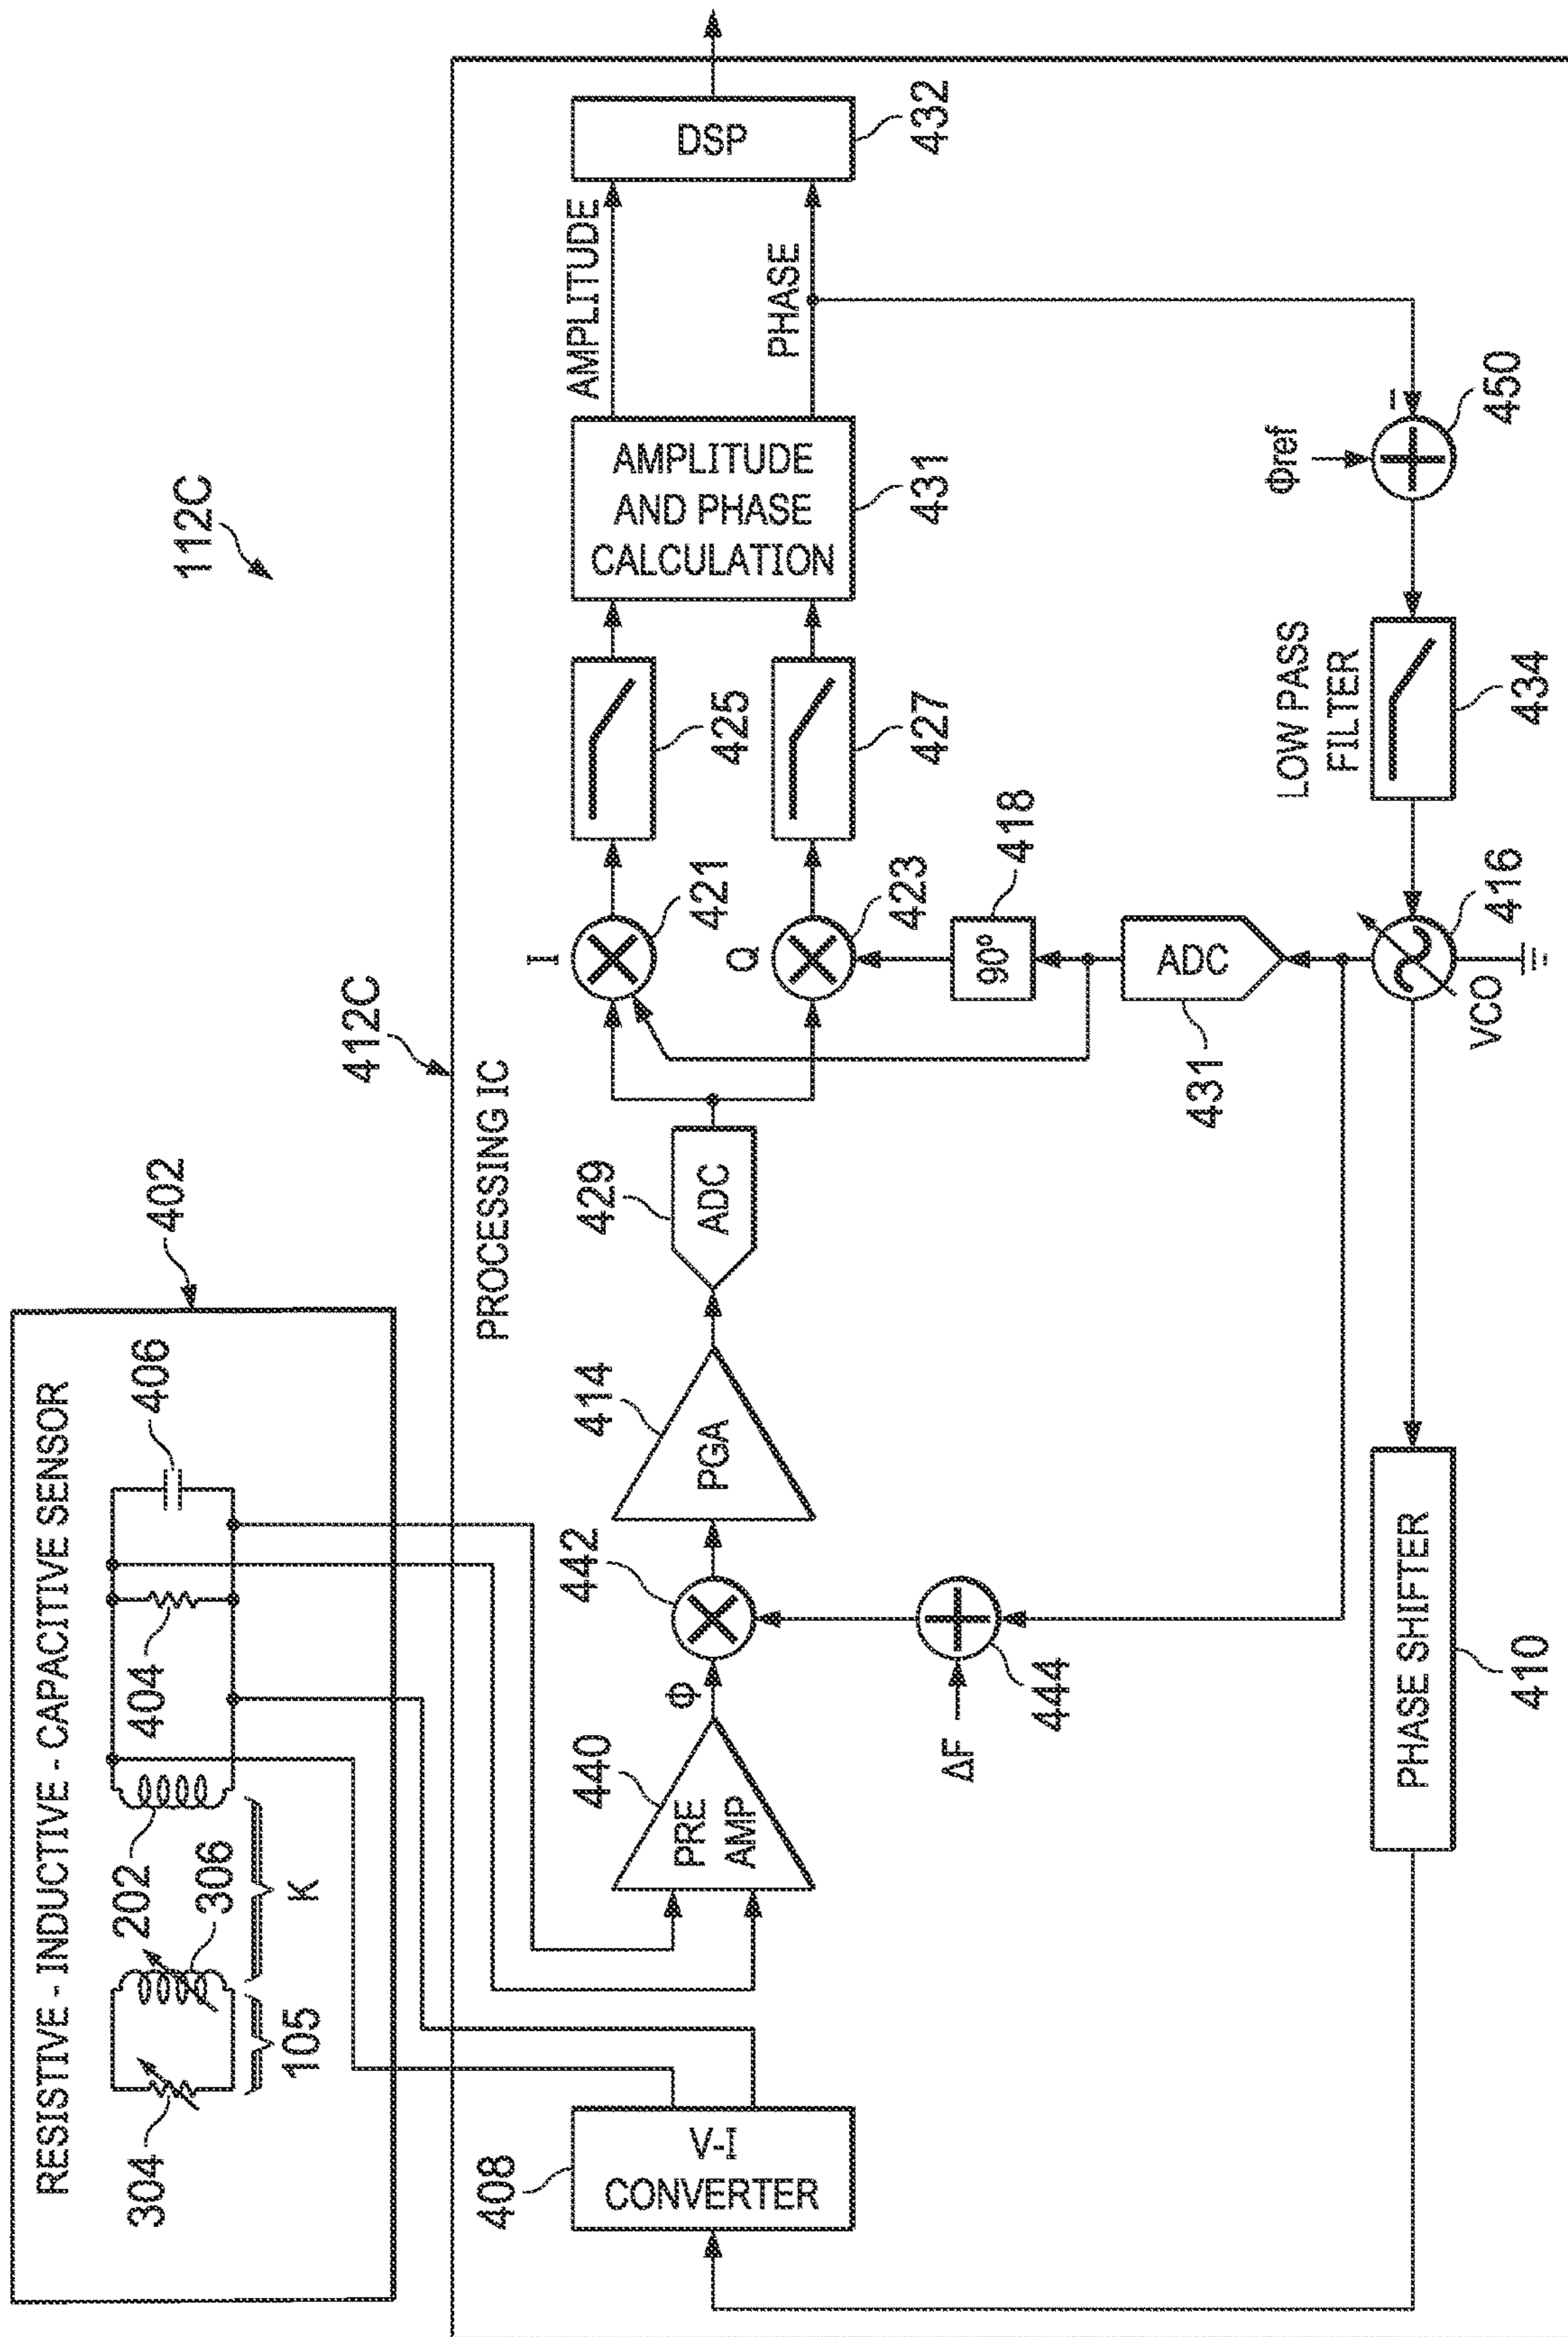 112C
402
RESISTIVE - INDUCTIVE - CAPACITIVE SENSOR
304
105
306
202
K
404
406
412C
PROCESSING IC
408
V-I
CONVERTER
440
PRE
AMP
Φ
442
414
PGA
429
ADC
I
421
Q
423
425
427
AMPLITUDE
AND PHASE
CALCULATION
431
AMPLITUDE
PHASE
DSP
432
ΔF
444
418
90°
ADC
431
PHASE SHIFTER
410
VCO
416
LOW PASS
FILTER
434
Φref
–
450